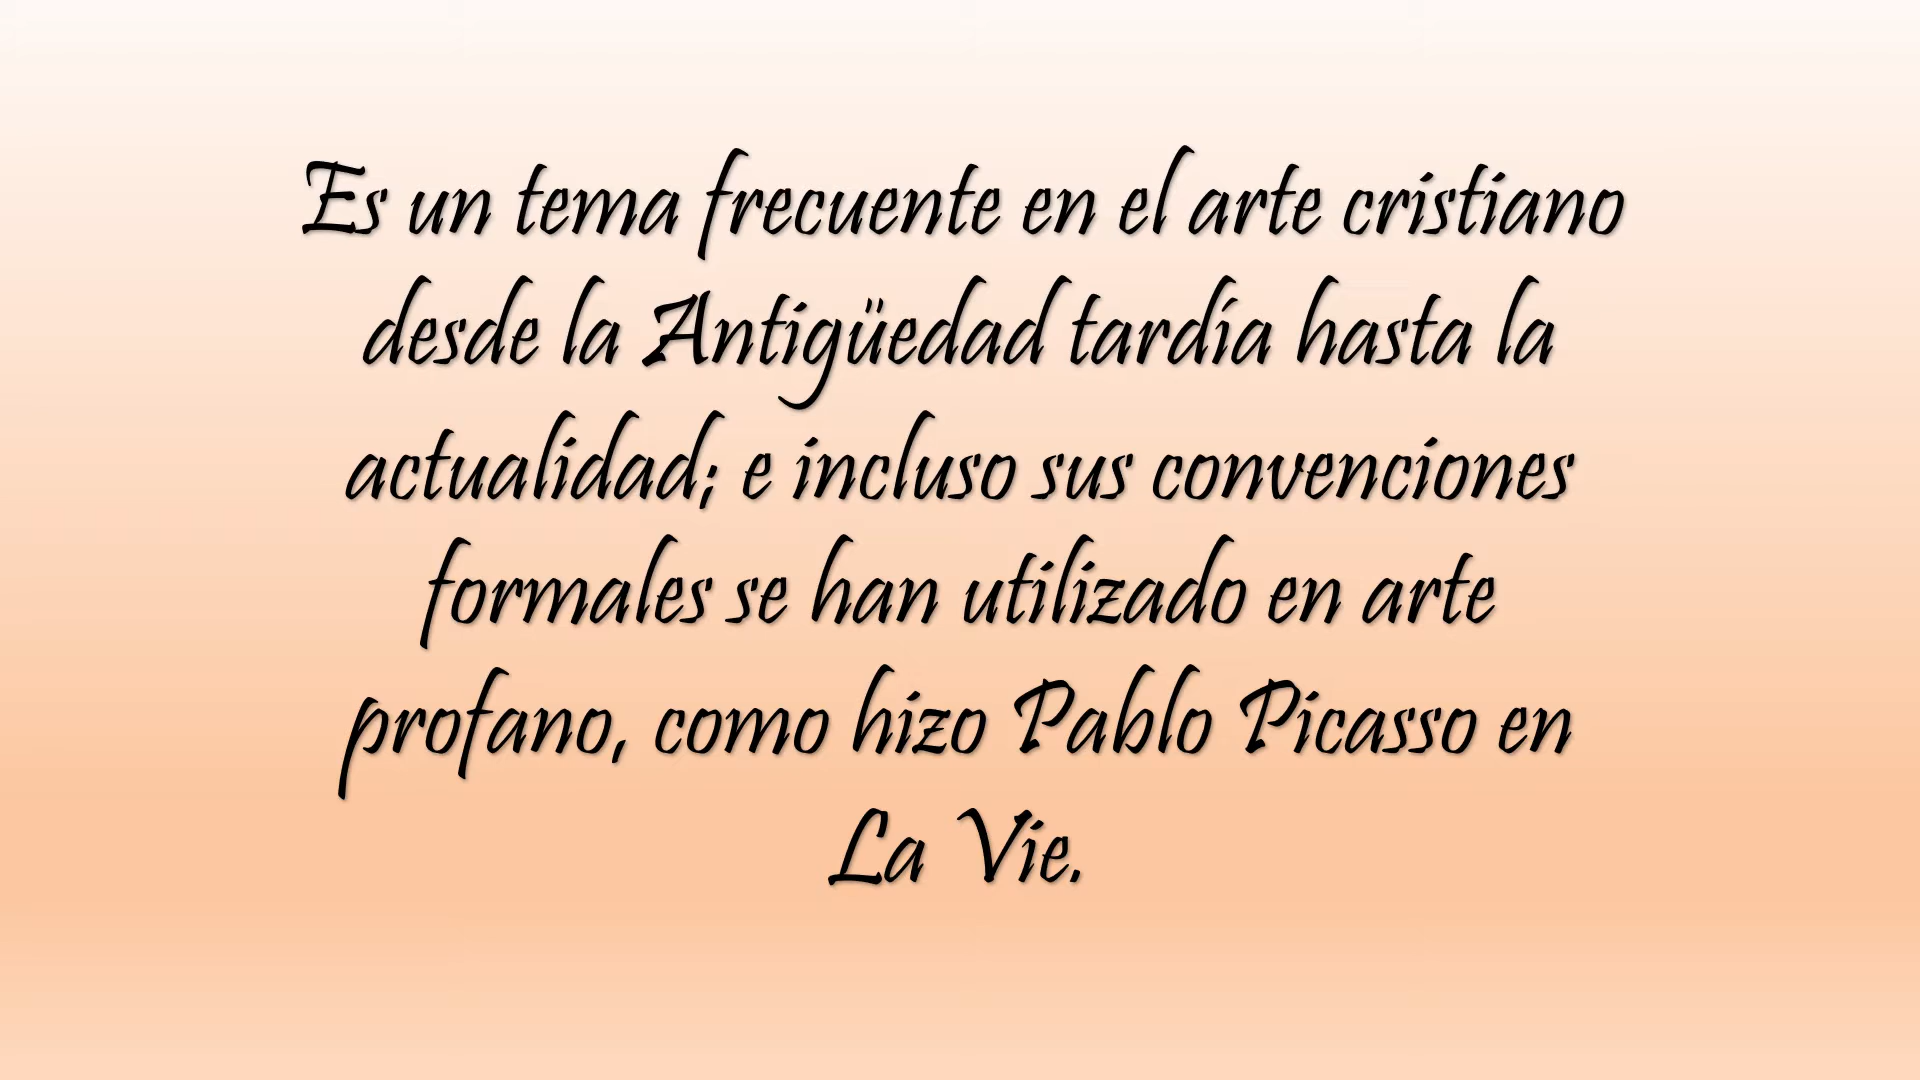 Es un tema frecuente en el arte cristiano
desde la Antigüedad tardía hasta la
actualidad; e incluso sus convenciones
formales se han utilizado en arte
profano, como hizo Pablo Picasso en
La Vie.